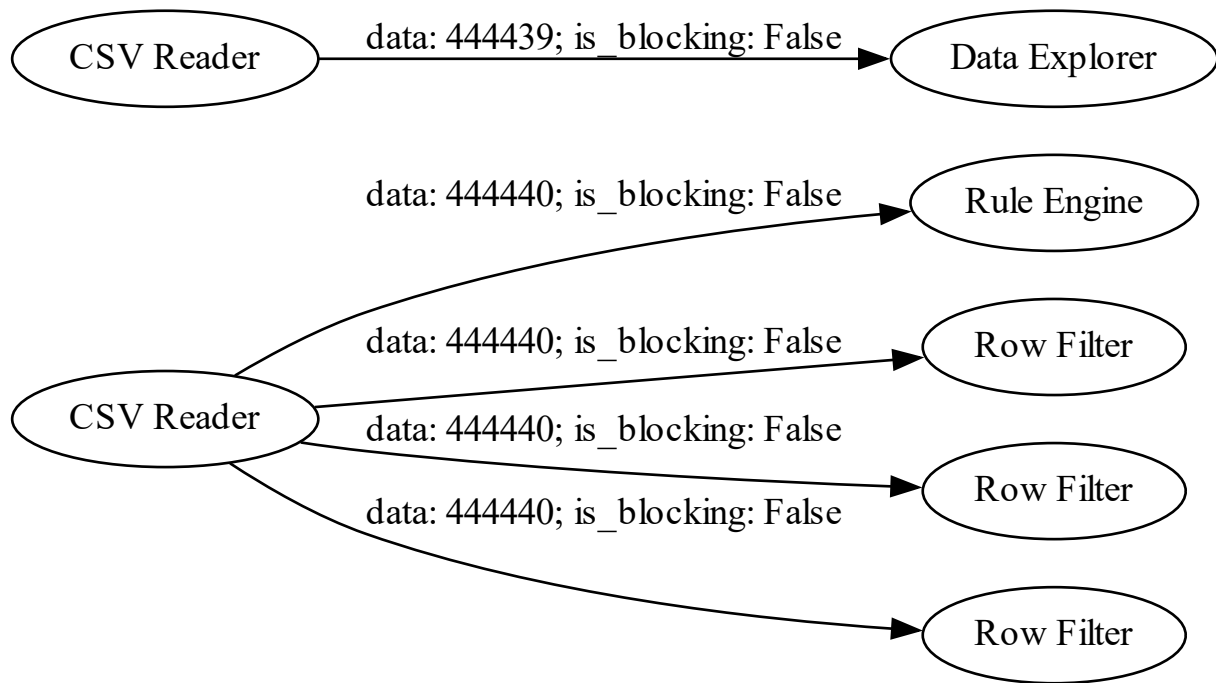 CSV Reader
data: 444439; is_blocking: False
Data Explorer
data: 444440; is_blocking: False
Rule Engine
data: 444440; is_blocking: False
Row Filter
CSV Reader
data: 444440; is_blocking: False
Row Filter
data: 444440; is_blocking: False
Row Filter